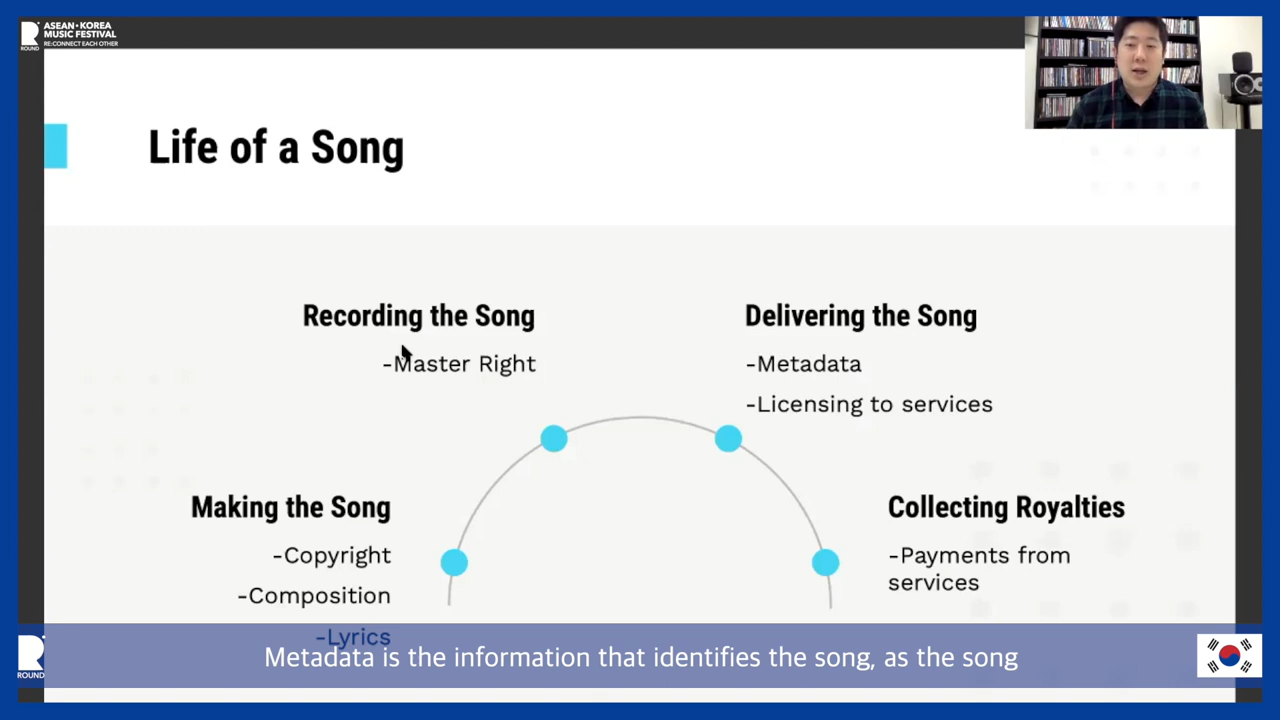 ROUND
ASEAN•KOREA
MUSIC FESTIVAL
RE:CONNECT EACH OTHER
Life of a Song
Recording the Song
-Master Right
Delivering the Song
-Metadata
-Licensing to services
Making the Song
-Copyright
-Composition
-Lyrics
Collecting Royalties
-Payments from
services
ROUND
Metadata is the information that identifies the song, as the song